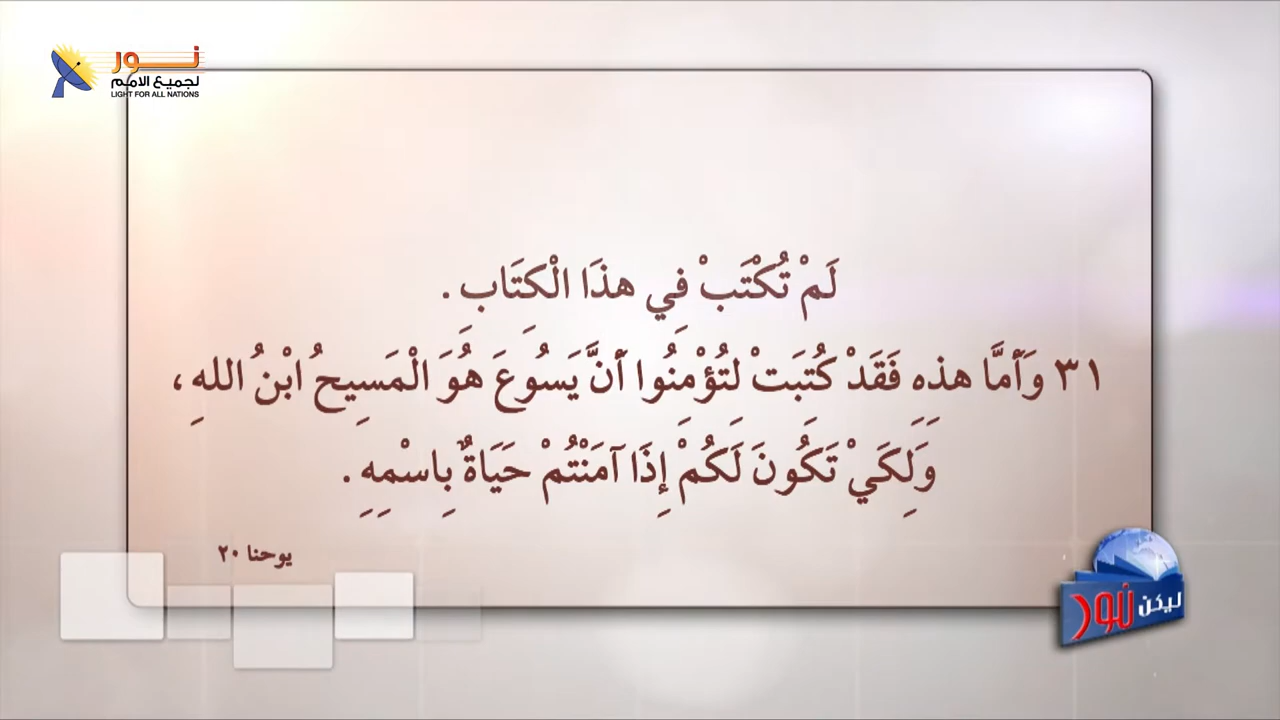 نور
لجميع الامم
LIGHT FOR ALL NATIONS
لَمْ تُكْتَبْ فِي هذَا الْكِتَابِ .
٣١ وَأَمَّا هذِهِ فَقَدْ كُتِبَتْ لِتُؤْمِنُوا أَنَّ يَسُوعَ هُوَ الْمَسِيحُ ابْنُ اللهِ ،
وَلِكَيْ تَكُونَ لَكُمْ إِذَا آمَنْتُمْ حَيَاةٌ بِاسْمِهِ .
يوحنا ٢٠
ليكن نور